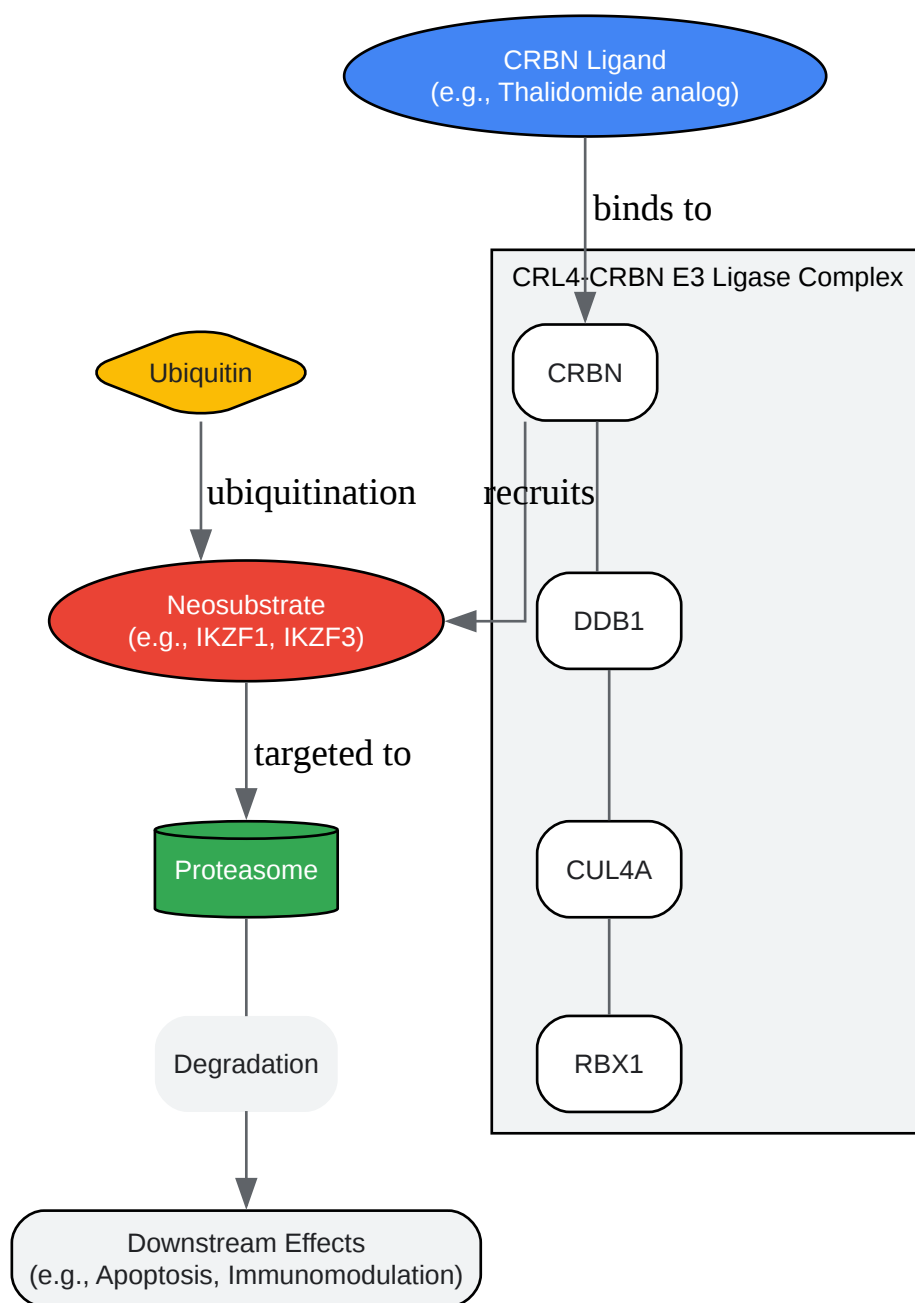 CRBN Ligand
(e.g., Thalidomide analog)
binds to
CRL4-CRBN E3 Ligase Complex
CRBN
Ubiquitin
ubiquitination
recruits
Neosubstrate
(e.g., IKZF1, IKZF3)
DDB1
targeted to
Proteasome
CUL4A
Degradation
RBX1
Downstream Effects
(e.g., Apoptosis, Immunomodulation)